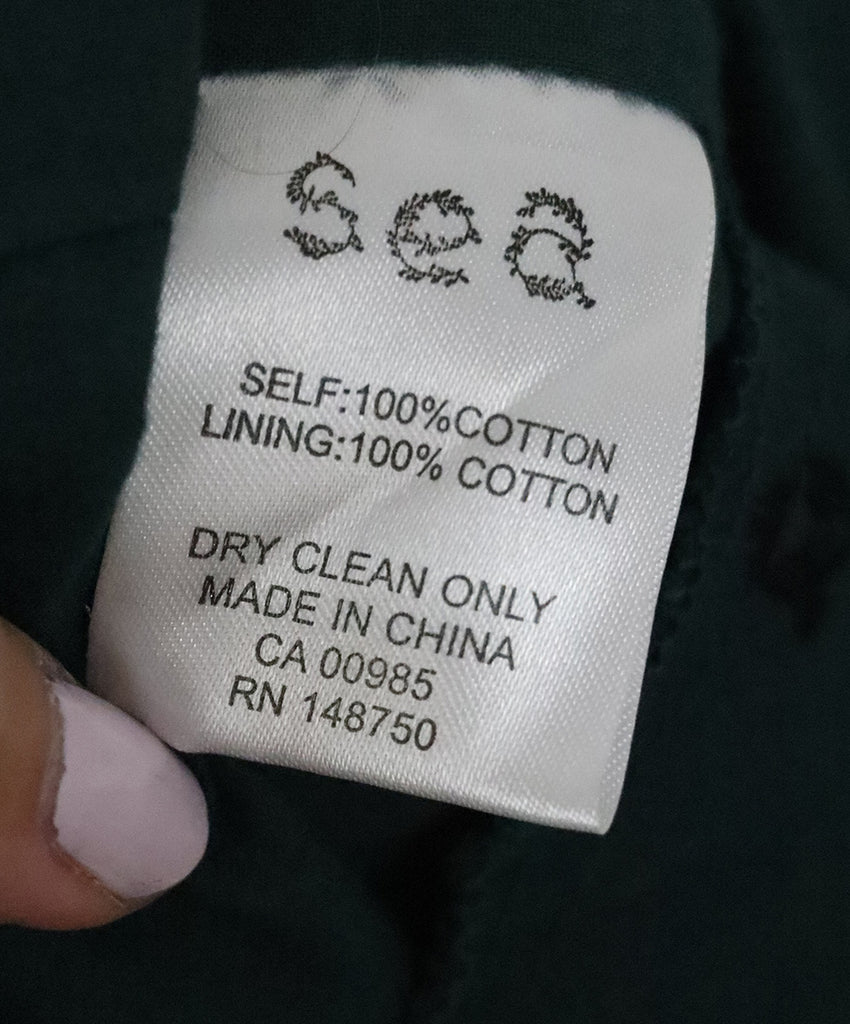 sea
SELF:100%COTTON
LINING:100% COTTON
DRY CLEAN ONLY
MADE IN CHINA
CA 00985
RN 148750